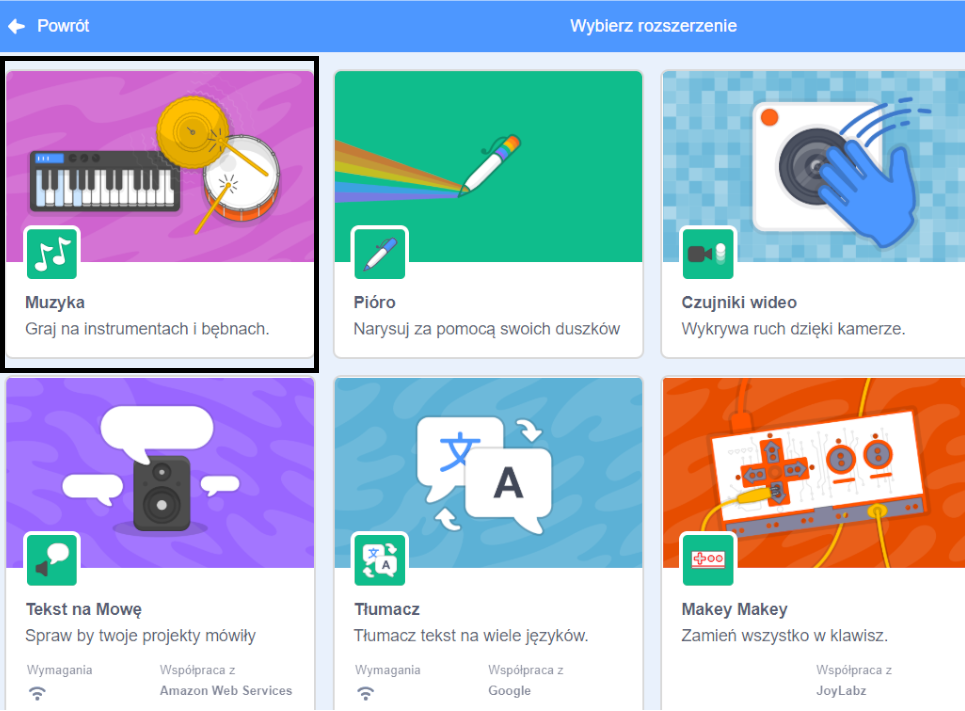 Powrót
Wybierz rozszerzenie
Muzyka
Graj na instrumentach i bębnach.
Pióro
Narysuj za pomocą swoich duszków
Czujniki wideo
Wykrywa ruch dzięki kamerze.
文
A
文
A
Tekst na Mowę
Spraw by twoje projekty mówiły
Wymagania
Współpraca z
Amazon Web Services
Tłumacz
Tłumacz tekst na wiele języków.
Wymagania
Współpraca z
Google
Makey Makey
Zamień wszystko w klawisz.
Współpraca z
JoyLabz